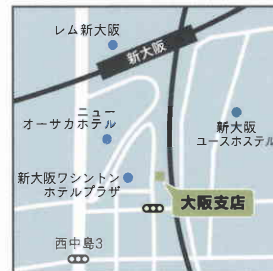 レム新大阪
新大阪
ニュー
オーサカホテル
新大阪
ユースホステル
新大阪ワシントン
ホテルプラザ
大阪支店
西中島3